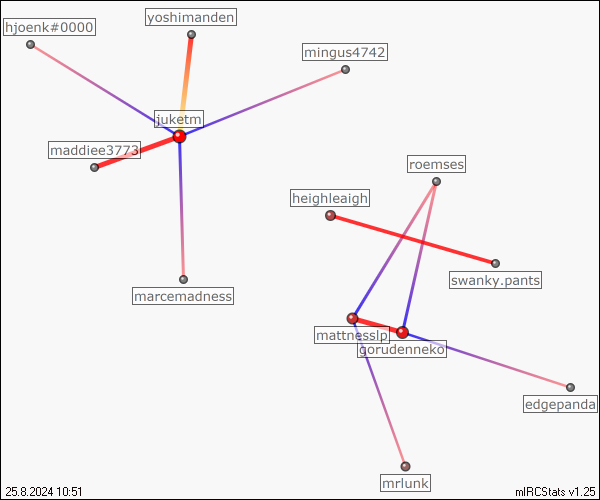 yoshimanden
hjoenk#0000
mingus4742
juketm
maddiee3773
roemses
heighleaigh
swanky.pants
marcemadness
mattnesslp
gorudenneko
edgepanda
mrlunk
25.8.2024 10:51
mIRCStats v1.25